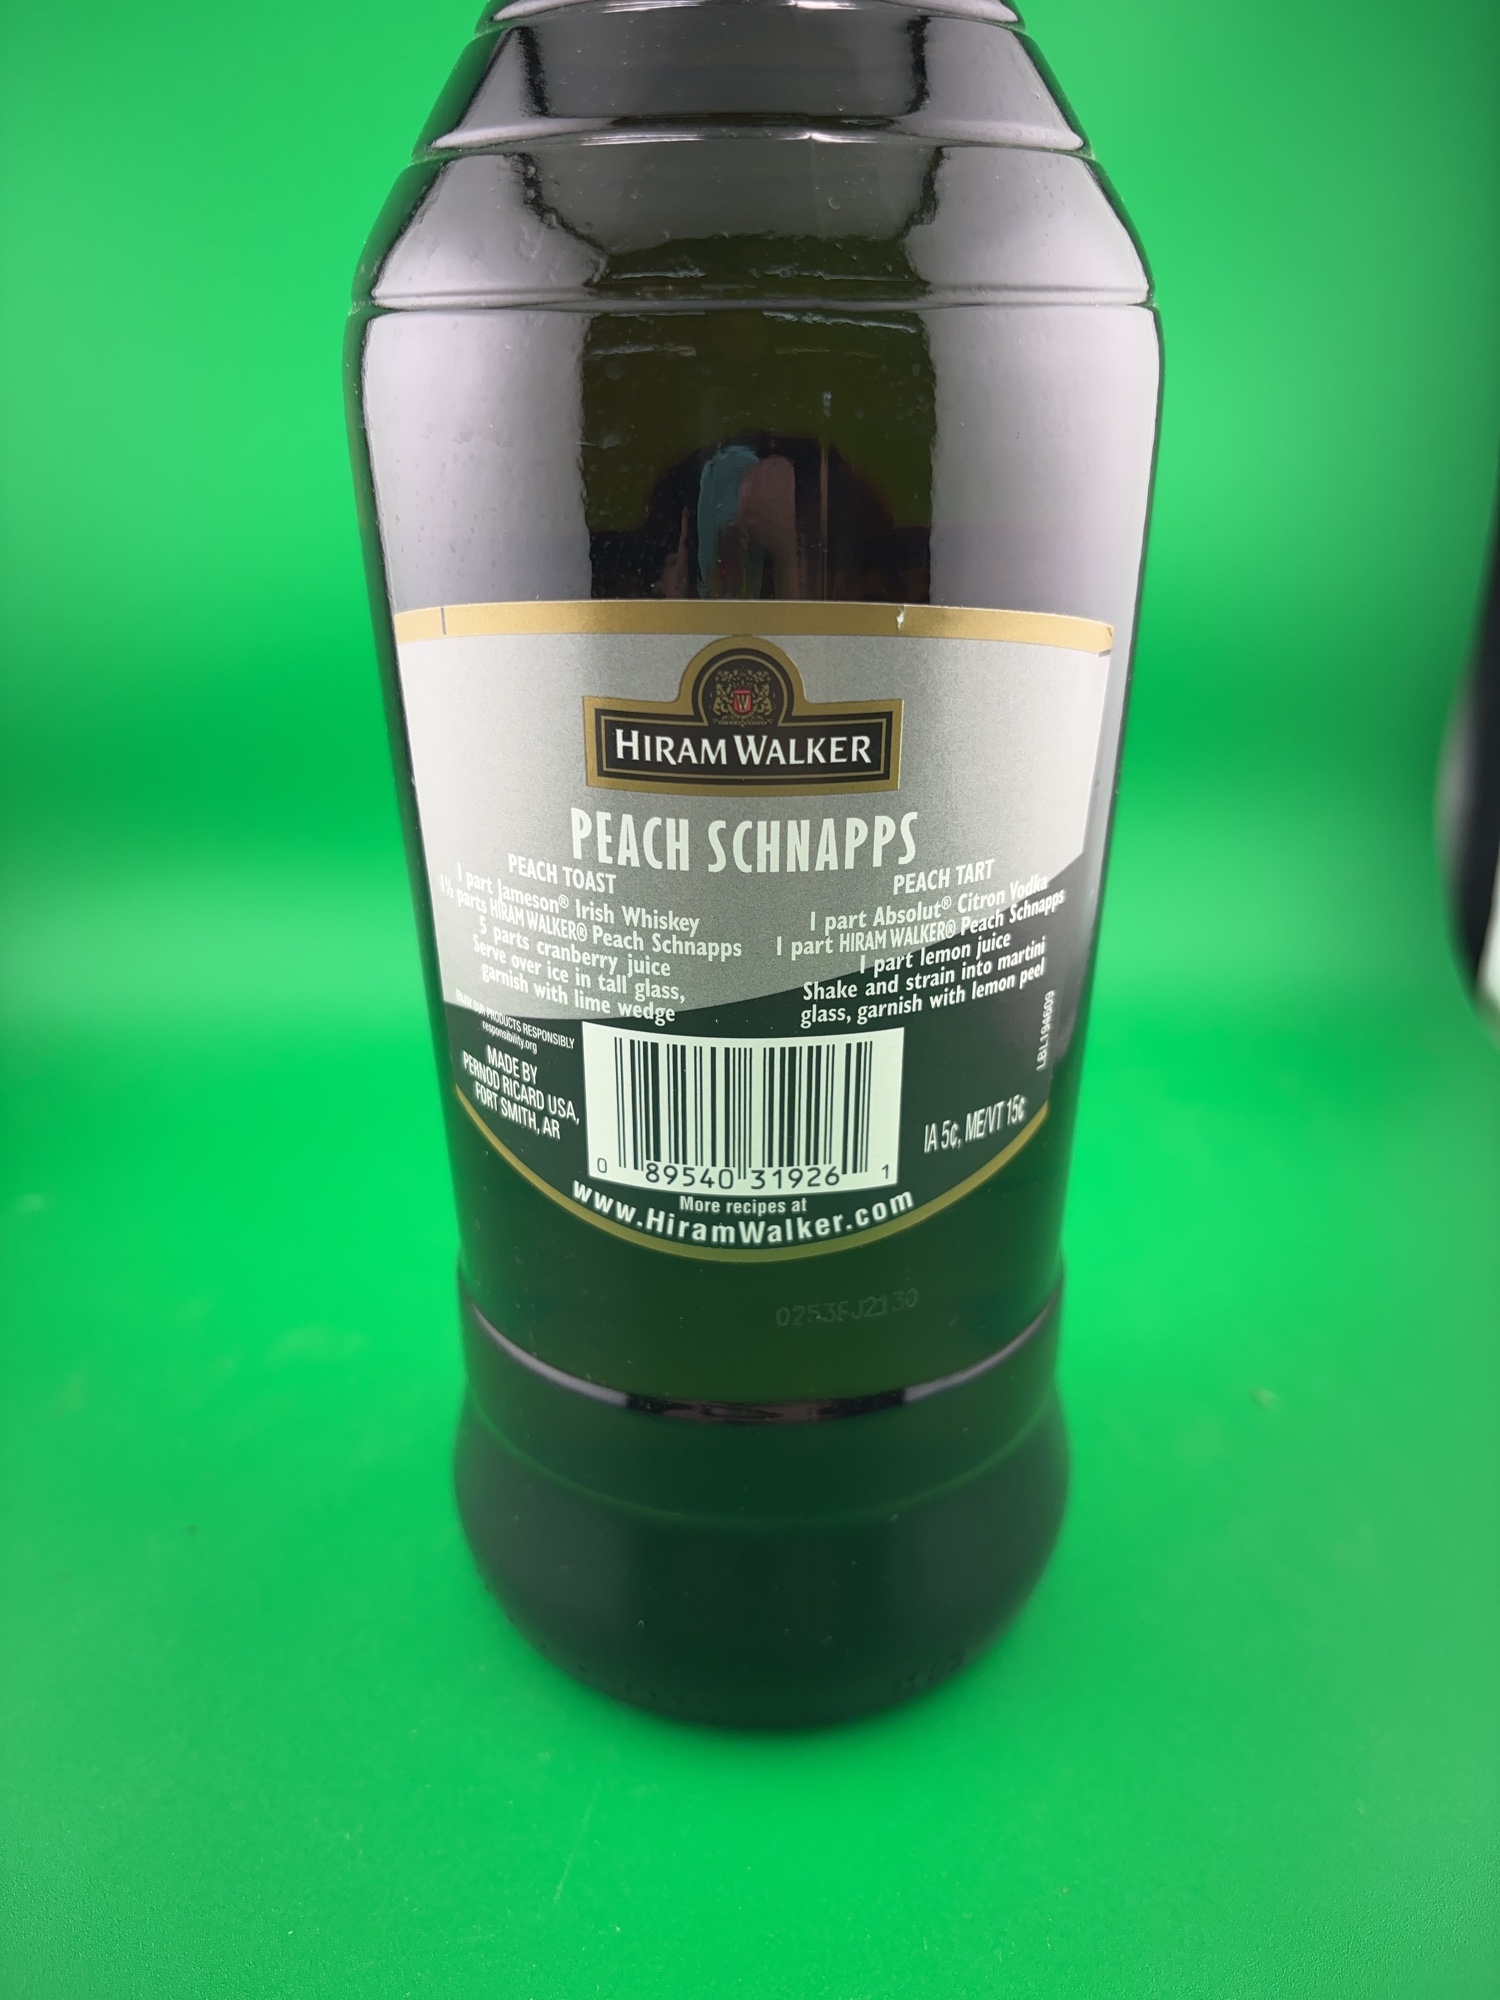 W
HIRAM WALKER
PEACH SCHNAPPS
PEACH TOAST
1 part Jameson® Irish Whiskey
1½ parts HIRAM WALKER® Peach Schnapps
5 parts cranberry juice
Serve over ice in tall glass,
garnish with lime wedge
PEACH TART
1 part Absolut® Citron Vodka
1 part HIRAM WALKER® Peach Schnapps
1 part lemon juice
Shake and strain into martini
glass, garnish with lemon peel
ENJOY OUR PRODUCTS RESPONSIBLY
responsibility.org
MADE BY
PERNOD RICARD USA,
FORT SMITH, AR
LBL194609
IA 5¢, ME/VT 15¢
0 89540 31926 1
More recipes at
www.HiramWalker.com
0253FJ2130